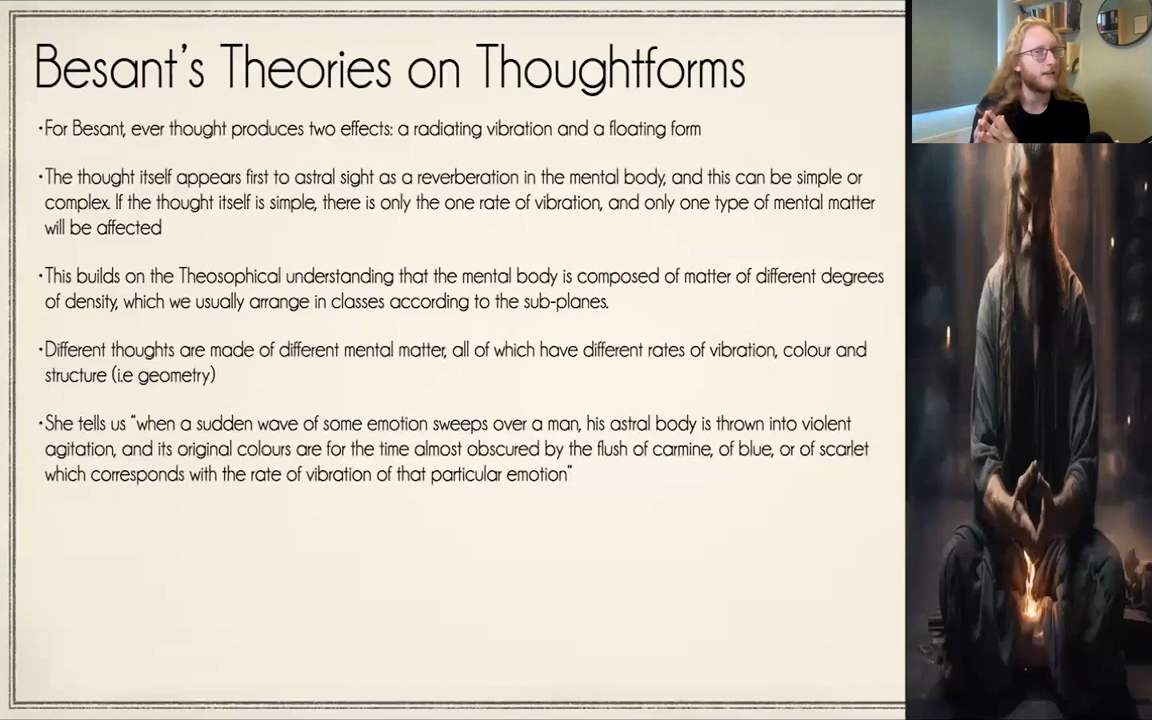 Besant's Theories on Thoughtforms
•For Besant, ever thought produces two effects: a radiating vibration and a floating form
•The thought itself appears first to astral sight as a reverberation in the mental body, and this can be simple or
complex. If the thought itself is simple, there is only the one rate of vibration, and only one type of mental matter
will be affected
•This builds on the Theosophical understanding that the mental body is composed of matter of different degrees
of density, which we usually arrange in classes according to the sub-planes.
•Different thoughts are made of different mental matter, all of which have different rates of vibration, colour and
structure (i.e geometry)
•She tells us “when a sudden wave of some emotion sweeps over a man, his astral body is thrown into violent
agitation, and its original colours are for the time almost obscured by the flush of carmine, of blue, or of scarlet
which corresponds with the rate of vibration of that particular emotion”